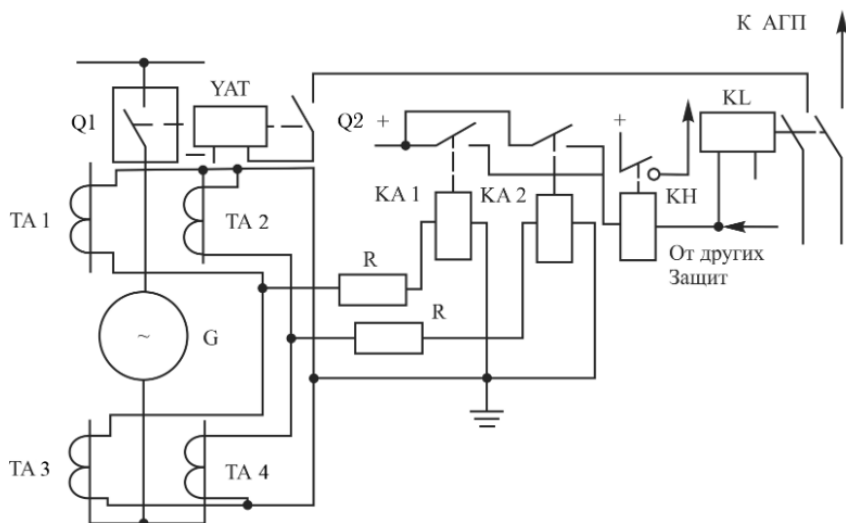 К АГП
YAT
KL
Q1
Q2 +
+
KA 1
KA 2
KH
TA 1
TA 2
R
От других
Защит
R
~
G
TA 3
TA 4